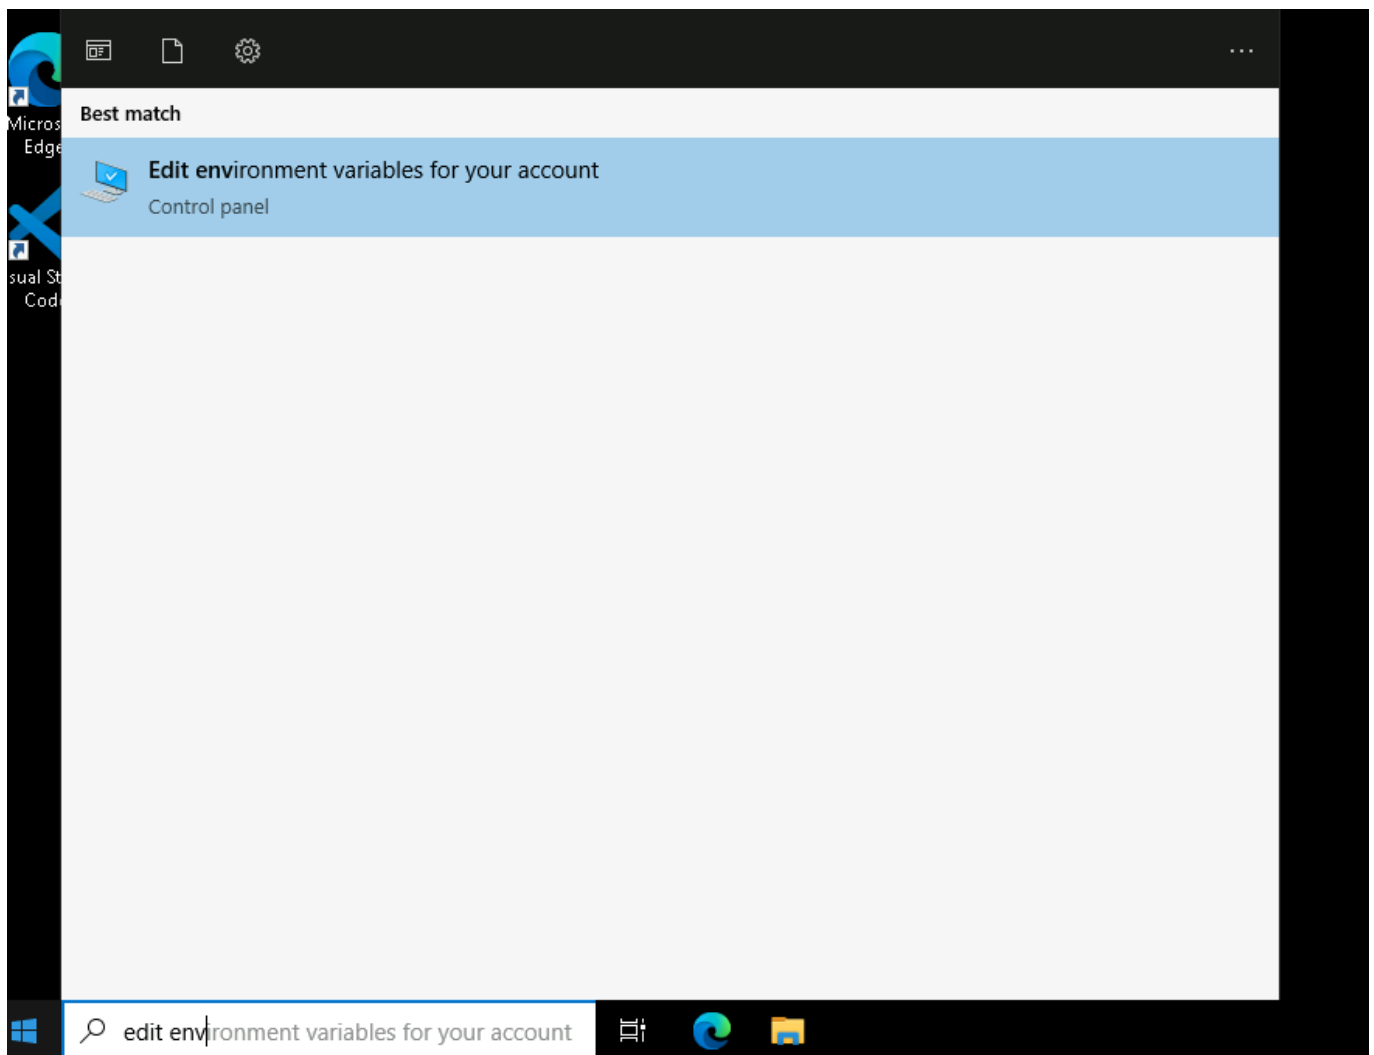 Best match
Edit environment variables for your account
Control panel
Micros
Edge
sual St
Code
edit environment variables for your account